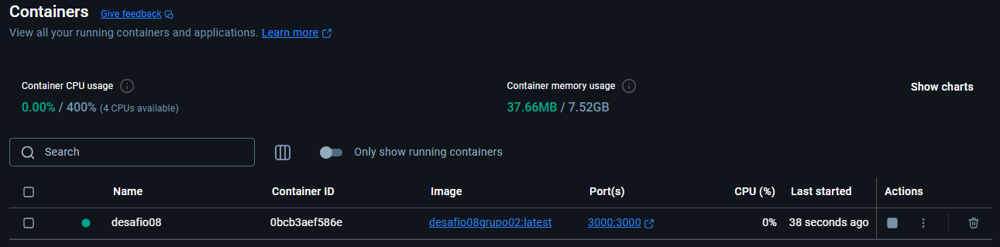 Containers Give feedback
View all your running containers and applications. Learn more
Container CPU usage Container memory usage Show charts
0.00% / 400% (4 CPUs available) 37.66MB / 7.52GB
Search Only show running containers
Name Container ID Image Port(s) CPU (%) Last started Actions
desafio08 0bcb3aef586e desafio08grupo02:latest 3000:3000 0% 38 seconds ago